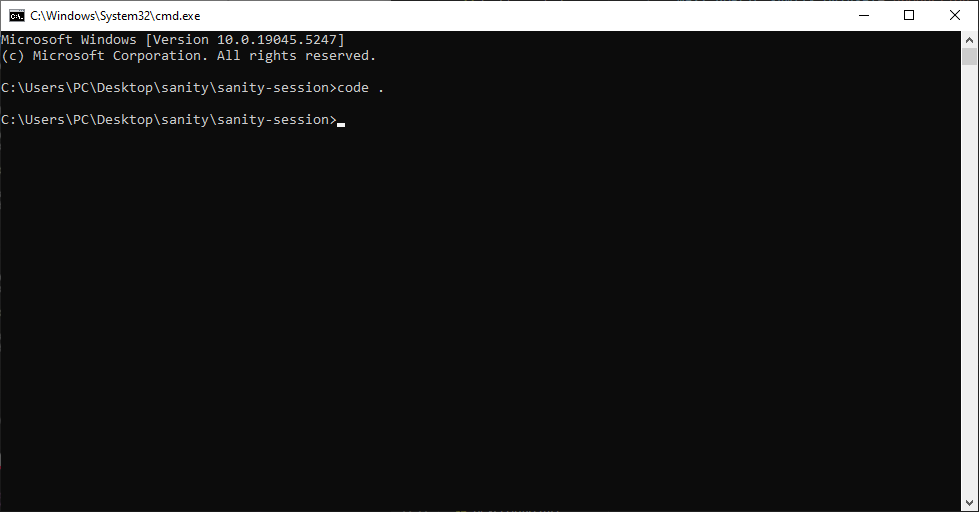 C:\Windows\System32\cmd.exe
Microsoft Windows [Version 10.0.19045.5247]
(c) Microsoft Corporation. All rights reserved.
C:\Users\PC\Desktop\sanity\sanity-session>code .
C:\Users\PC\Desktop\sanity\sanity-session>